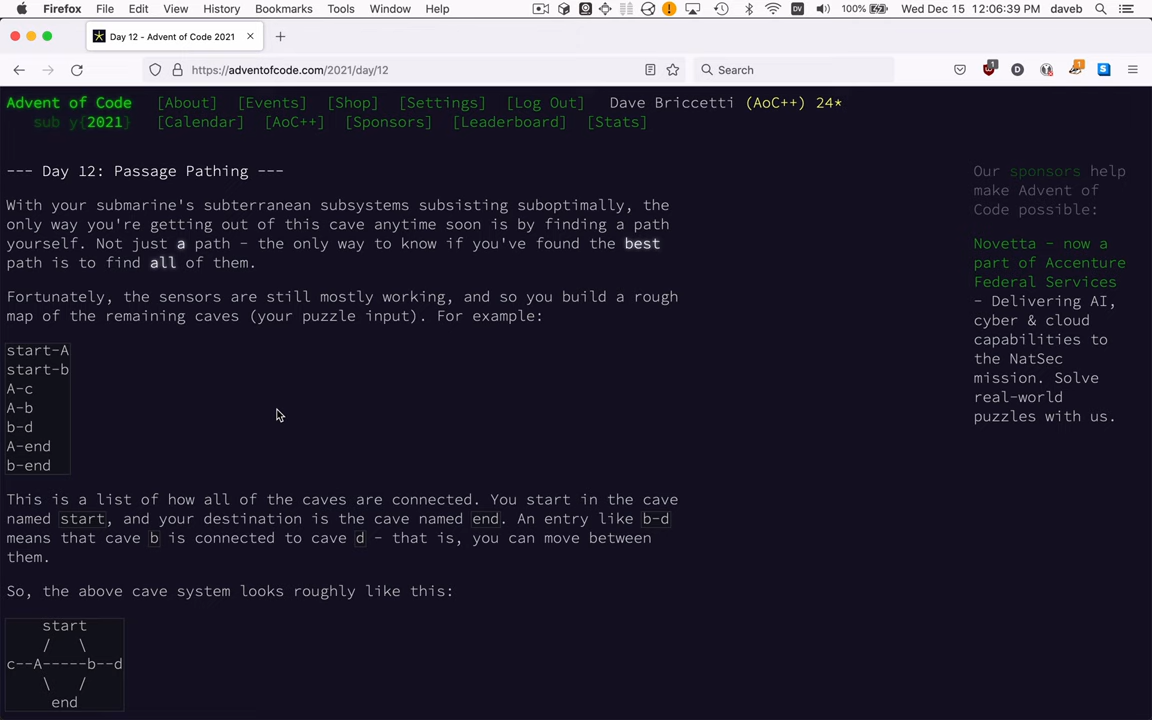 Firefox File Edit View History Bookmarks Tools Window Help 100% Wed Dec 15 12:06:39 AM daveb
Day 12 - Advent of Code 2021
https://adventofcode.com/2021/day/12 Search
Advent of Code [About] [Events] [Shop] [Settings] [Log Out] Dave Briccetti (AoC++) 24*
sub y{2021} [Calendar] [AoC++] [Sponsors] [Leaderboard] [Stats]
--- Day 12: Passage Pathing ---
With your submarine's subterranean subsystems subsisting suboptimally, the
only way you're getting out of this cave anytime soon is by finding a path
yourself. Not just a path - the only way to know if you've found the best
path is to find all of them.
Fortunately, the sensors are still mostly working, and so you build a rough
map of the remaining caves (your puzzle input). For example:
start-A
start-b
A-c
A-b
b-d
A-end
b-end
This is a list of how all of the caves are connected. You start in the cave
named start, and your destination is the cave named end. An entry like b-d
means that cave b is connected to cave d - that is, you can move between
them.
So, the above cave system looks roughly like this:
start
/ \
c--A-----b--d
\ /
end
Our sponsors help
make Advent of
Code possible:
Novetta - now a
part of Accenture
Federal Services
- Delivering AI,
cyber & cloud
capabilities to
the NatSec
mission. Solve
real-world
puzzles with us.